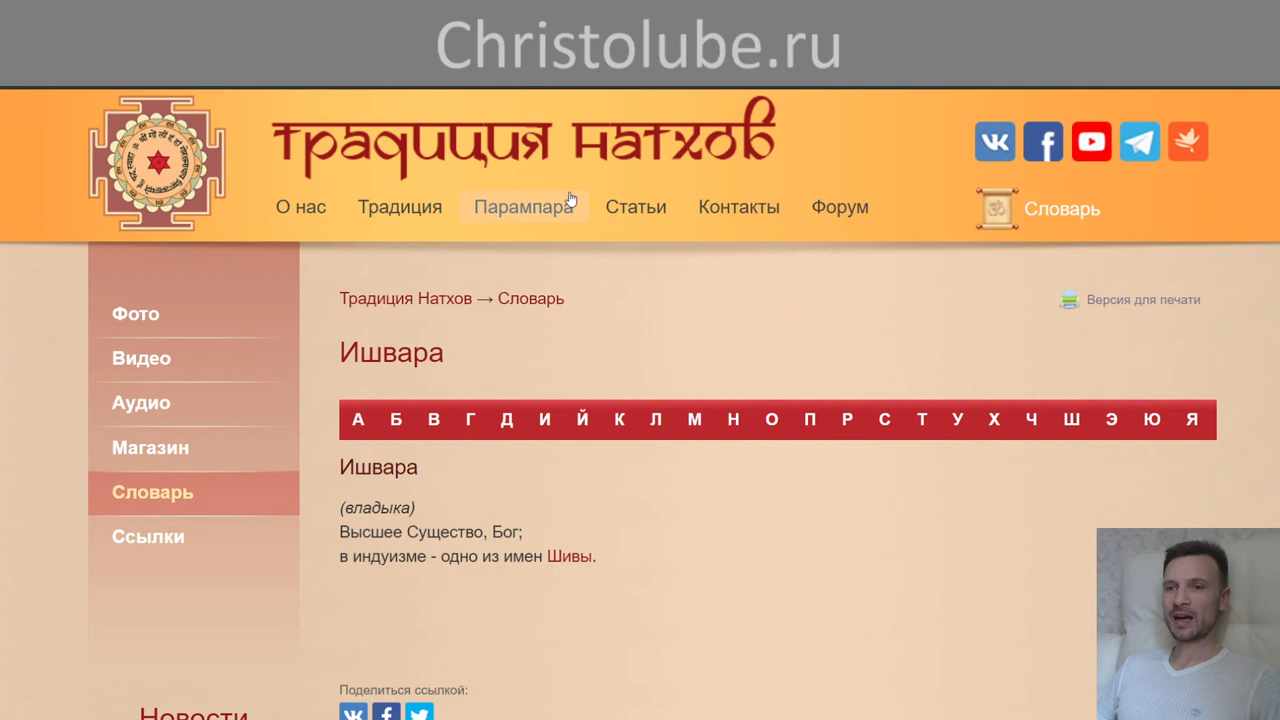 Christolube.ru
традиция натхов
О нас Традиция Парампара Статьи Контакты Форум
Словарь
Фото
Видео
Аудио
Магазин
Словарь
Ссылки
Новости
Традиция Натхов → Словарь
Версия для печати
Ишвара
А Б В Г Д И Й К Л М Н О П Р С Т У Х Ч Ш Э Ю Я
Ишвара
(владыка)
Высшее Существо, Бог;
в индуизме - одно из имен Шивы.
Поделиться ссылкой: